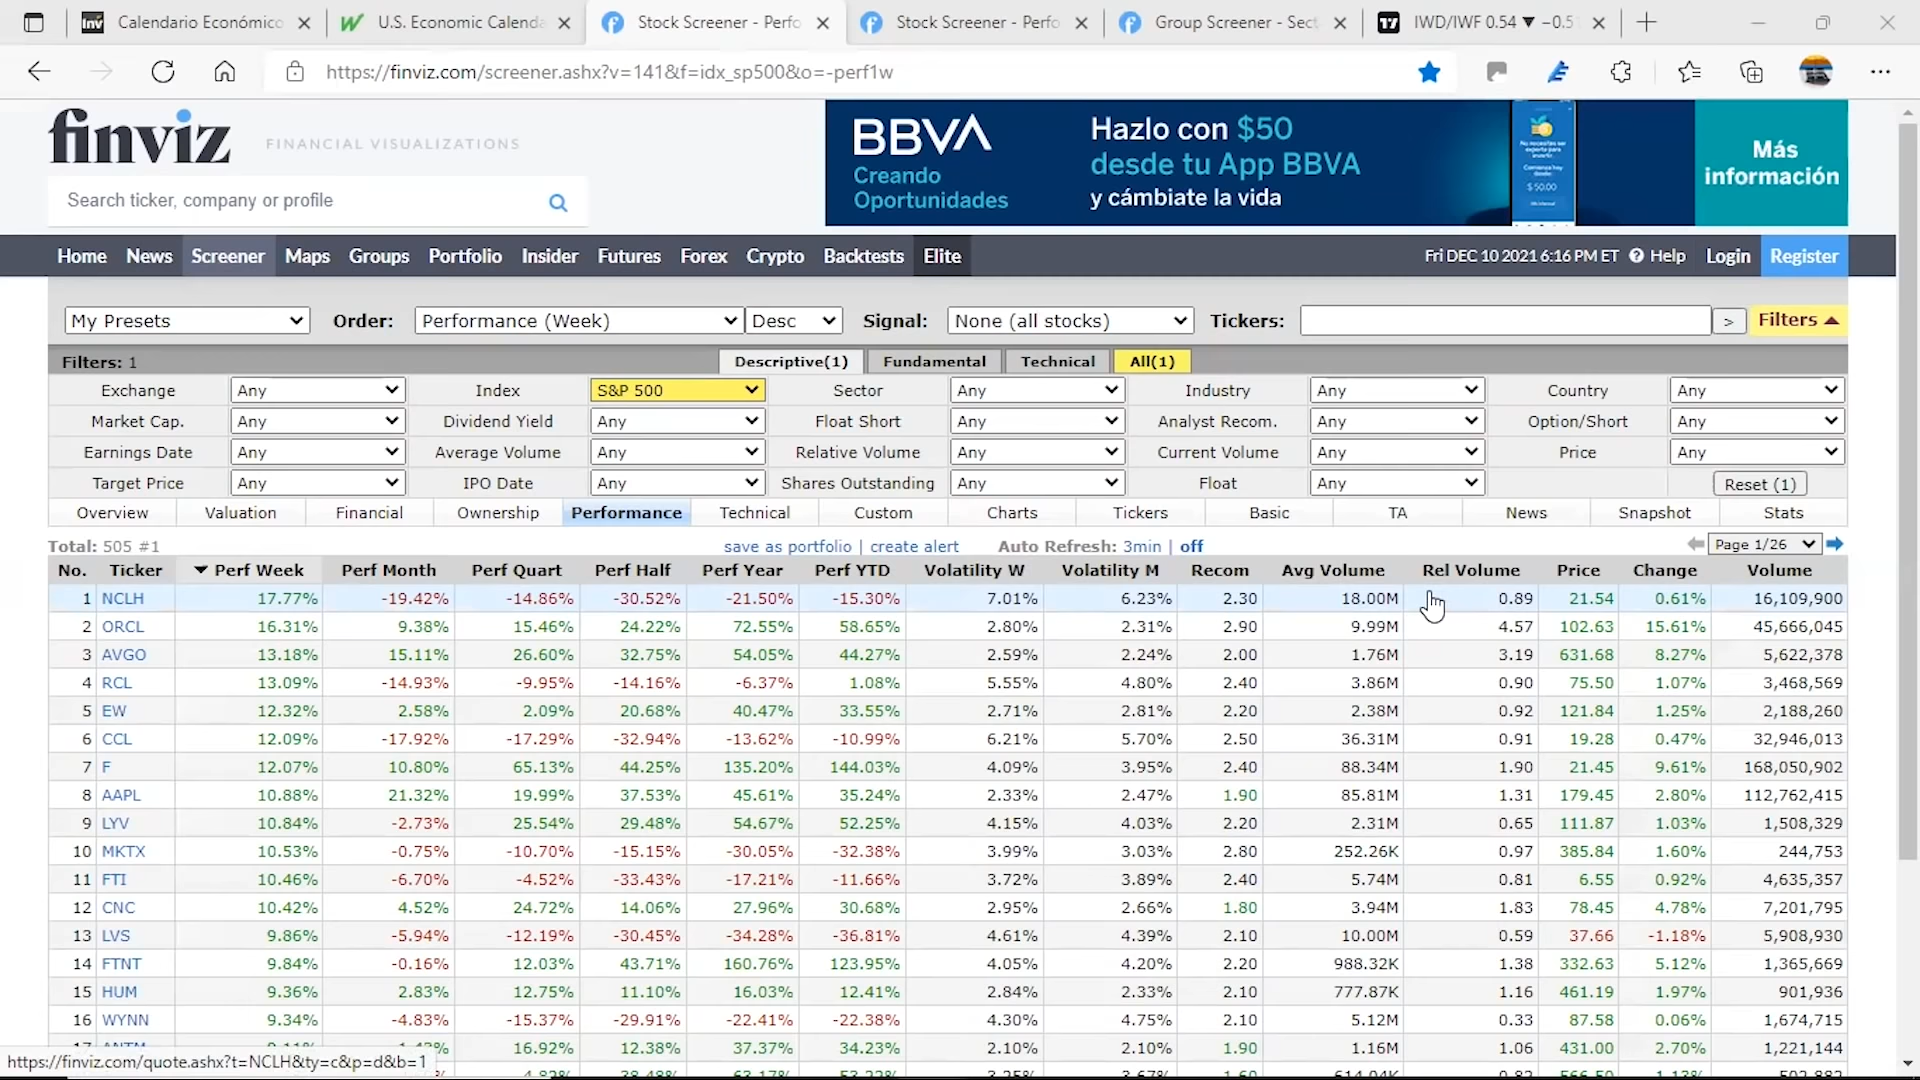 Calendario Económico
U.S. Economic Calenda
Stock Screener - Perfo
Stock Screener - Perfo
Group Screener - Sect
IWD/IWF 0.54 ▼ −0.5
https://finviz.com/screener.ashx?v=141&f=idx_sp500&o=-perf1w
finviz FINANCIAL VISUALIZATIONS
Search ticker, company or profile
BBVA
Creando
Oportunidades
Hazlo con $50
desde tu App BBVA
y cámbiate la vida
Más
información
Home News Screener Maps Groups Portfolio Insider Futures Forex Crypto Backtests Elite Fri DEC 10 2021 6:16 PM ET Help Login Register
My Presets Order: Performance (Week) Desc Signal: None (all stocks) Tickers: > Filters
Filters: 1 Descriptive(1) Fundamental Technical All(1)
Exchange Any Index S&P 500 Sector Any Industry Any Country Any
Market Cap. Any Dividend Yield Any Float Short Any Analyst Recom. Any Option/Short Any
Earnings Date Any Average Volume Any Relative Volume Any Current Volume Any Price Any
Target Price Any IPO Date Any Shares Outstanding Any Float Any Reset (1)
Overview Valuation Financial Ownership Performance Technical Custom Charts Tickers Basic TA News Snapshot Stats
Total: 505 #1 save as portfolio | create alert Auto Refresh: 3min | off Page 1/26
No. Ticker Perf Week Perf Month Perf Quart Perf Half Perf Year Perf YTD Volatility W Volatility M Recom Avg Volume Rel Volume Price Change Volume
1 NCLH 17.77% -19.42% -14.86% -30.52% -21.50% -15.30% 7.01% 6.23% 2.30 18.00M 0.89 21.54 0.61% 16,109,900
2 ORCL 16.31% 9.38% 15.46% 24.22% 72.55% 58.65% 2.80% 2.31% 2.90 9.99M 4.57 102.63 15.61% 45,666,045
3 AVGO 13.18% 15.11% 26.60% 32.75% 54.05% 44.27% 2.59% 2.24% 2.00 1.76M 3.19 631.68 8.27% 5,622,378
4 RCL 13.09% -14.93% -9.95% -14.16% -6.37% 1.08% 5.55% 4.80% 2.40 3.86M 0.90 75.50 1.07% 3,468,569
5 EW 12.32% 2.58% 2.09% 20.68% 40.47% 33.55% 2.71% 2.81% 2.20 2.38M 0.92 121.84 1.25% 2,188,260
6 CCL 12.09% -17.92% -17.29% -32.94% -13.62% -10.99% 6.21% 5.70% 2.50 36.31M 0.91 19.28 0.47% 32,946,013
7 F 12.07% 10.80% 65.13% 44.25% 135.20% 144.03% 4.09% 3.95% 2.40 88.34M 1.90 21.45 9.61% 168,050,902
8 AAPL 10.88% 21.32% 19.99% 37.53% 45.61% 35.24% 2.33% 2.47% 1.90 85.81M 1.31 179.45 2.80% 112,762,415
9 LYV 10.84% -2.73% 25.54% 29.48% 54.67% 52.25% 4.15% 4.03% 2.20 2.31M 0.65 111.87 1.03% 1,508,329
10 MKTX 10.53% -0.75% -10.70% -15.15% -30.05% -32.38% 3.99% 3.03% 2.80 252.26K 0.97 385.84 1.60% 244,753
11 FTI 10.46% -6.70% -4.52% -33.43% -17.21% -11.66% 3.72% 3.89% 2.40 5.74M 0.81 6.55 0.92% 4,635,357
12 CNC 10.42% 4.52% 24.72% 14.06% 27.96% 30.68% 2.95% 2.66% 1.80 3.94M 1.83 78.45 4.78% 7,201,795
13 LVS 9.86% -5.94% -12.19% -30.45% -34.28% -36.81% 4.61% 4.39% 2.10 10.00M 0.59 37.66 -1.18% 5,908,930
14 FTNT 9.84% -0.16% 12.03% 43.71% 160.76% 123.95% 4.05% 4.20% 2.20 988.32K 1.38 332.63 5.12% 1,365,669
15 HUM 9.36% 2.83% 12.75% 11.10% 16.03% 12.41% 2.84% 2.33% 2.10 777.87K 1.16 461.19 1.97% 901,936
16 WYNN 9.34% -4.83% -15.37% -29.91% -22.41% -22.38% 4.30% 4.75% 2.10 5.12M 0.33 87.58 0.06% 1,674,715
16.92% 12.38% 37.37% 34.23% 2.10% 2.10% 1.90 1.16M 1.06 431.00 2.70% 1,221,144
https://finviz.com/quote.ashx?t=NCLH&ty=c&p=d&b=1